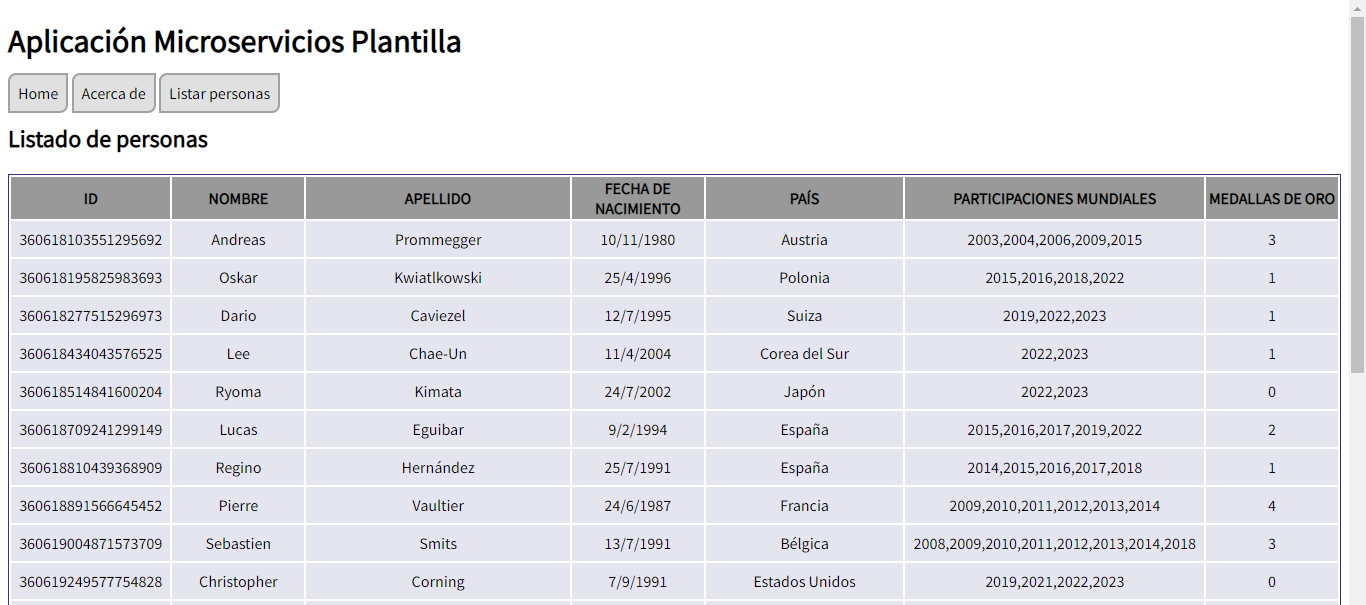 Aplicación Microservicios Plantilla
Home Acerca de Listar personas
Listado de personas
ID NOMBRE APELLIDO FECHA DE NACIMIENTO PAÍS PARTICIPACIONES MUNDIALES MEDALLAS DE ORO
360618103551295692 Andreas Prommegger 10/11/1980 Austria 2003,2004,2006,2009,2015 3
360618195825983693 Oskar Kwiatlkowski 25/4/1996 Polonia 2015,2016,2018,2022 1
360618277515296973 Dario Caviezel 12/7/1995 Suiza 2019,2022,2023 1
360618434043576525 Lee Chae-Un 11/4/2004 Corea del Sur 2022,2023 1
360618514841600204 Ryoma Kimata 24/7/2002 Japón 2022,2023 0
360618709241299149 Lucas Eguibar 9/2/1994 España 2015,2016,2017,2019,2022 2
360618810439368909 Regino Hernández 25/7/1991 España 2014,2015,2016,2017,2018 1
360618891566645452 Pierre Vaultier 24/6/1987 Francia 2009,2010,2011,2012,2013,2014 4
360619004871573709 Sebastien Smits 13/7/1991 Bélgica 2008,2009,2010,2011,2012,2013,2014,2018 3
360619249577754828 Christopher Corning 7/9/1991 Estados Unidos 2019,2021,2022,2023 0